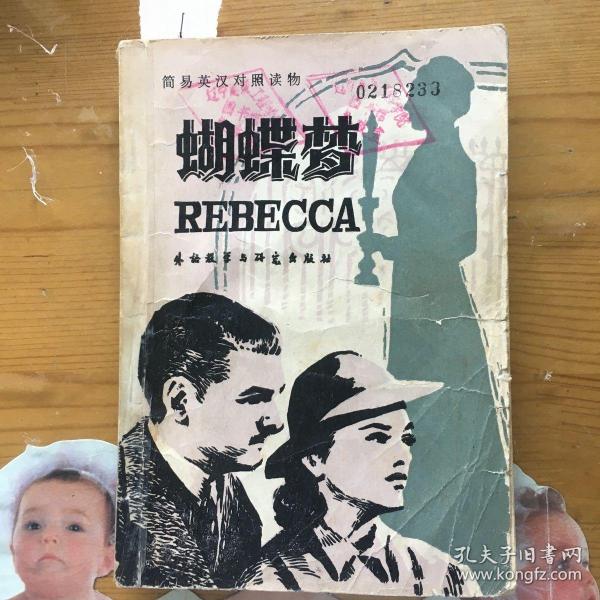 简易英汉对照读物
0218233
蝴蝶梦
REBECCA
外语教学与研究出版社
孔夫子旧书网
www.kongfz.com